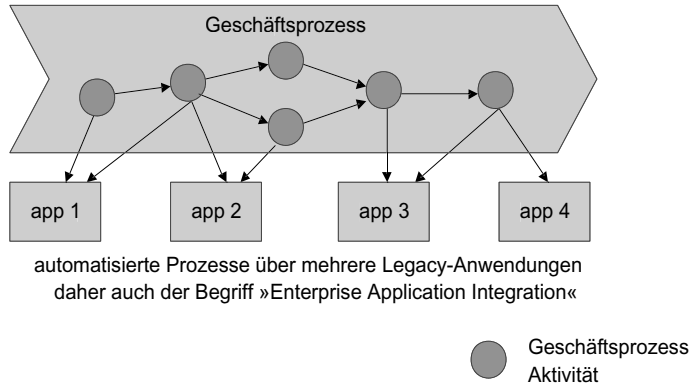 Geschäftsprozess
app 1
app 2
app 3
app 4
automatisierte Prozesse über mehrere Legacy-Anwendungen
daher auch der Begriff »Enterprise Application Integration«
Geschäftsprozess
Aktivität